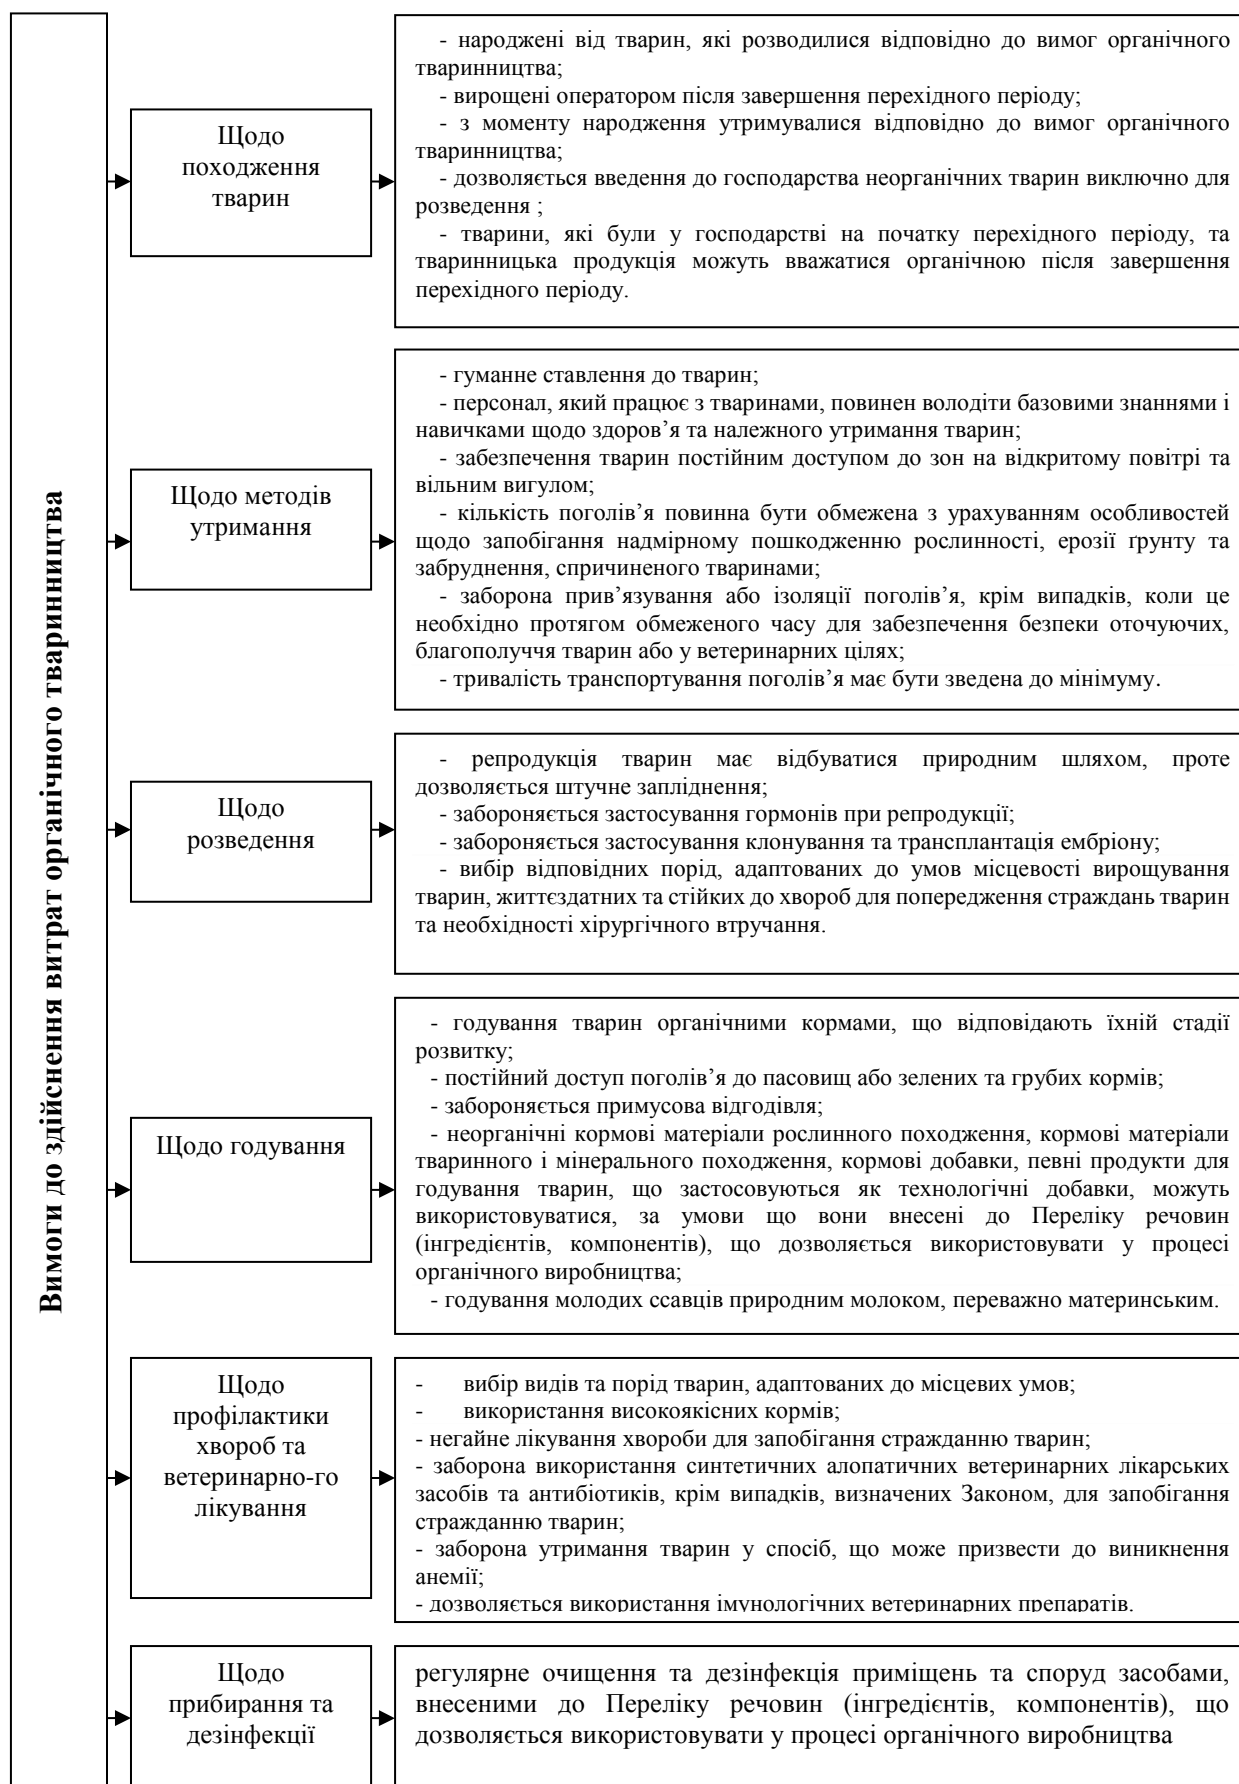 Вимоги до здійснення витрат органічного тваринництва
Щодо
походження
тварин
- народжені від тварин, які розводилися відповідно до вимог органічного
тваринництва;
- вирощені оператором після завершення перехідного періоду;
- з моменту народження утримувалися відповідно до вимог органічного
тваринництва;
- дозволяється введення до господарства неорганічних тварин виключно для
розведення ;
- тварини, які були у господарстві на початку перехідного періоду, та
тваринницька продукція можуть вважатися органічною після завершення
перехідного періоду.
Щодо методів
утримання
- гуманне ставлення до тварин;
- персонал, який працює з тваринами, повинен володіти базовими знаннями і
навичками щодо здоров’я та належного утримання тварин;
- забезпечення тварин постійним доступом до зон на відкритому повітрі та
вільним вигулом;
- кількість поголів’я повинна бути обмежена з урахуванням особливостей
щодо запобігання надмірному пошкодженню рослинності, ерозії ґрунту та
забруднення, спричиненого тваринами;
- заборона прив’язування або ізоляції поголів’я, крім випадків, коли це
необхідно протягом обмеженого часу для забезпечення безпеки оточуючих,
благополуччя тварин або у ветеринарних цілях;
- тривалість транспортування поголів’я має бути зведена до мінімуму.
Щодо
розведення
- репродукція тварин має відбуватися природним шляхом, проте
дозволяється штучне запліднення;
- забороняється застосування гормонів при репродукції;
- забороняється застосування клонування та трансплантація ембріону;
- вибір відповідних порід, адаптованих до умов місцевості вирощування
тварин, життєздатних та стійких до хвороб для попередження страждань тварин
та необхідності хірургічного втручання.
Щодо годування
- годування тварин органічними кормами, що відповідають їхній стадії
розвитку;
- постійний доступ поголів’я до пасовищ або зелених та грубих кормів;
- забороняється примусова відгодівля;
- неорганічні кормові матеріали рослинного походження, кормові матеріали
тваринного і мінерального походження, кормові добавки, певні продукти для
годування тварин, що застосовуються як технологічні добавки, можуть
використовуватися, за умови що вони внесені до Переліку речовин
(інгредієнтів, компонентів), що дозволяється використовувати у процесі
органічного виробництва;
- годування молодих ссавців природним молоком, переважно материнським.
Щодо
профілактики
хвороб та
ветеринарно-го
лікування
- вибір видів та порід тварин, адаптованих до місцевих умов;
- використання високоякісних кормів;
- негайне лікування хвороби для запобігання стражданню тварин;
- заборона використання синтетичних алопатичних ветеринарних лікарських
засобів та антибіотиків, крім випадків, визначених Законом, для запобігання
стражданню тварин;
- заборона утримання тварин у спосіб, що може призвести до виникнення
анемії;
- дозволяється використання імунологічних ветеринарних препаратів.
Щодо
прибирання та
дезінфекції
регулярне очищення та дезінфекція приміщень та споруд засобами,
внесеними до Переліку речовин (інгредієнтів, компонентів), що
дозволяється використовувати у процесі органічного виробництва